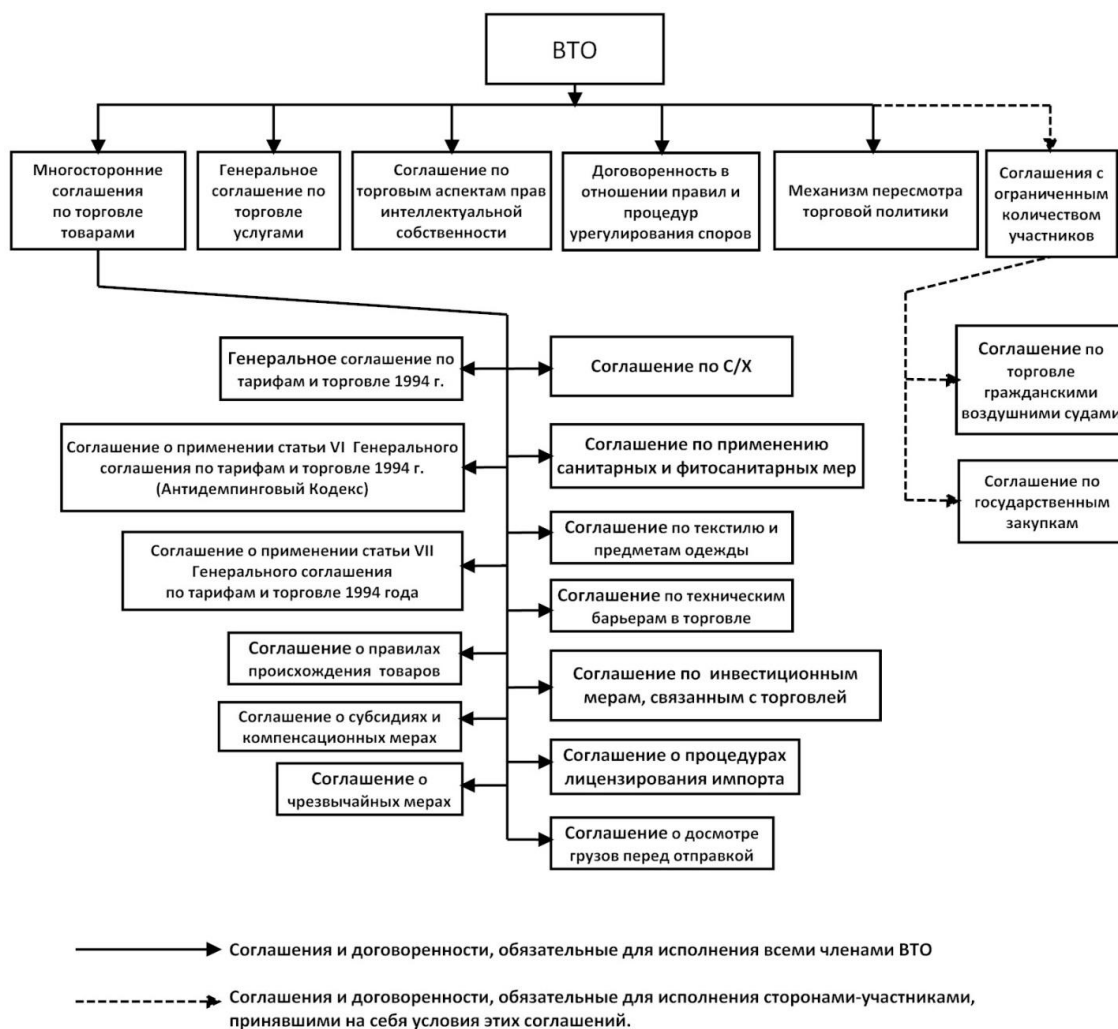 ВТО
Многосторонние
соглашения
по торговле
товарами
Генеральное
соглашение по
торговле
услугами
Соглашение по
торговым аспектам прав
интеллектуальной
собственности
Договоренность в
отношении правил и
процедур
урегулирования споров
Механизм пересмотра
торговой политики
Соглашения с
ограниченным
количеством
участников
Генеральное соглашение по
тарифам и торговле 1994 г.
Соглашение по С/Х
Соглашение по
торговле
гражданскими
воздушними судами
Соглашение о применении статьи VI Генерального
соглашения по тарифам и торговле 1994 г.
(Антидемпинговый Кодекс)
Соглашение по применению
санитарных и фитосанитарных мер
Соглашение по
государственным
закупкам
Соглашение о применении статьи VII
Генерального соглашения
по тарифам и торговле 1994 года
Соглашение по текстилю и
предметам одежды
Соглашение по техническим
барьерам в торговле
Соглашение о правилах
происхождения товаров
Соглашение по инвестиционным
мерам, связанным с торговлей
Соглашение о субсидиях и
компенсационных мерах
Соглашение о процедурах
лицензирования импорта
Соглашение о
чрезвычайных мерах
Соглашение о досмотре
грузов перед отправкой
Соглашения и договоренности, обязательные для исполнения всеми членами ВТО
Соглашения и договоренности, обязательные для исполнения сторонами-участниками,
принявшими на себя условия этих соглашений.